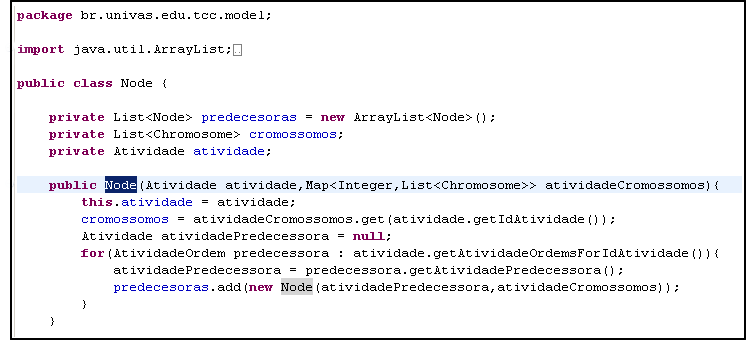 package br.univas.edu.tcc.model;
import java.util.ArrayList;
public class Node {
private List<Node> predecesoras = new ArrayList<Node>();
private List<Chromosome> cromossomos;
private Atividade atividade;
public Node(Atividade atividade,Map<Integer,List<Chromosome>> atividadeCromossomos){
this.atividade = atividade;
cromossomos = atividadeCromossomos.get(atividade.getIdAtividade());
Atividade atividadePredecessora = null;
for(AtividadeOrdem predecessora : atividade.getAtividadeOrdemsForIdAtividade()){
atividadePredecessora = predecessora.getAtividadePredecessora();
predecesoras.add(new Node(atividadePredecessora,atividadeCromossomos));
}
}